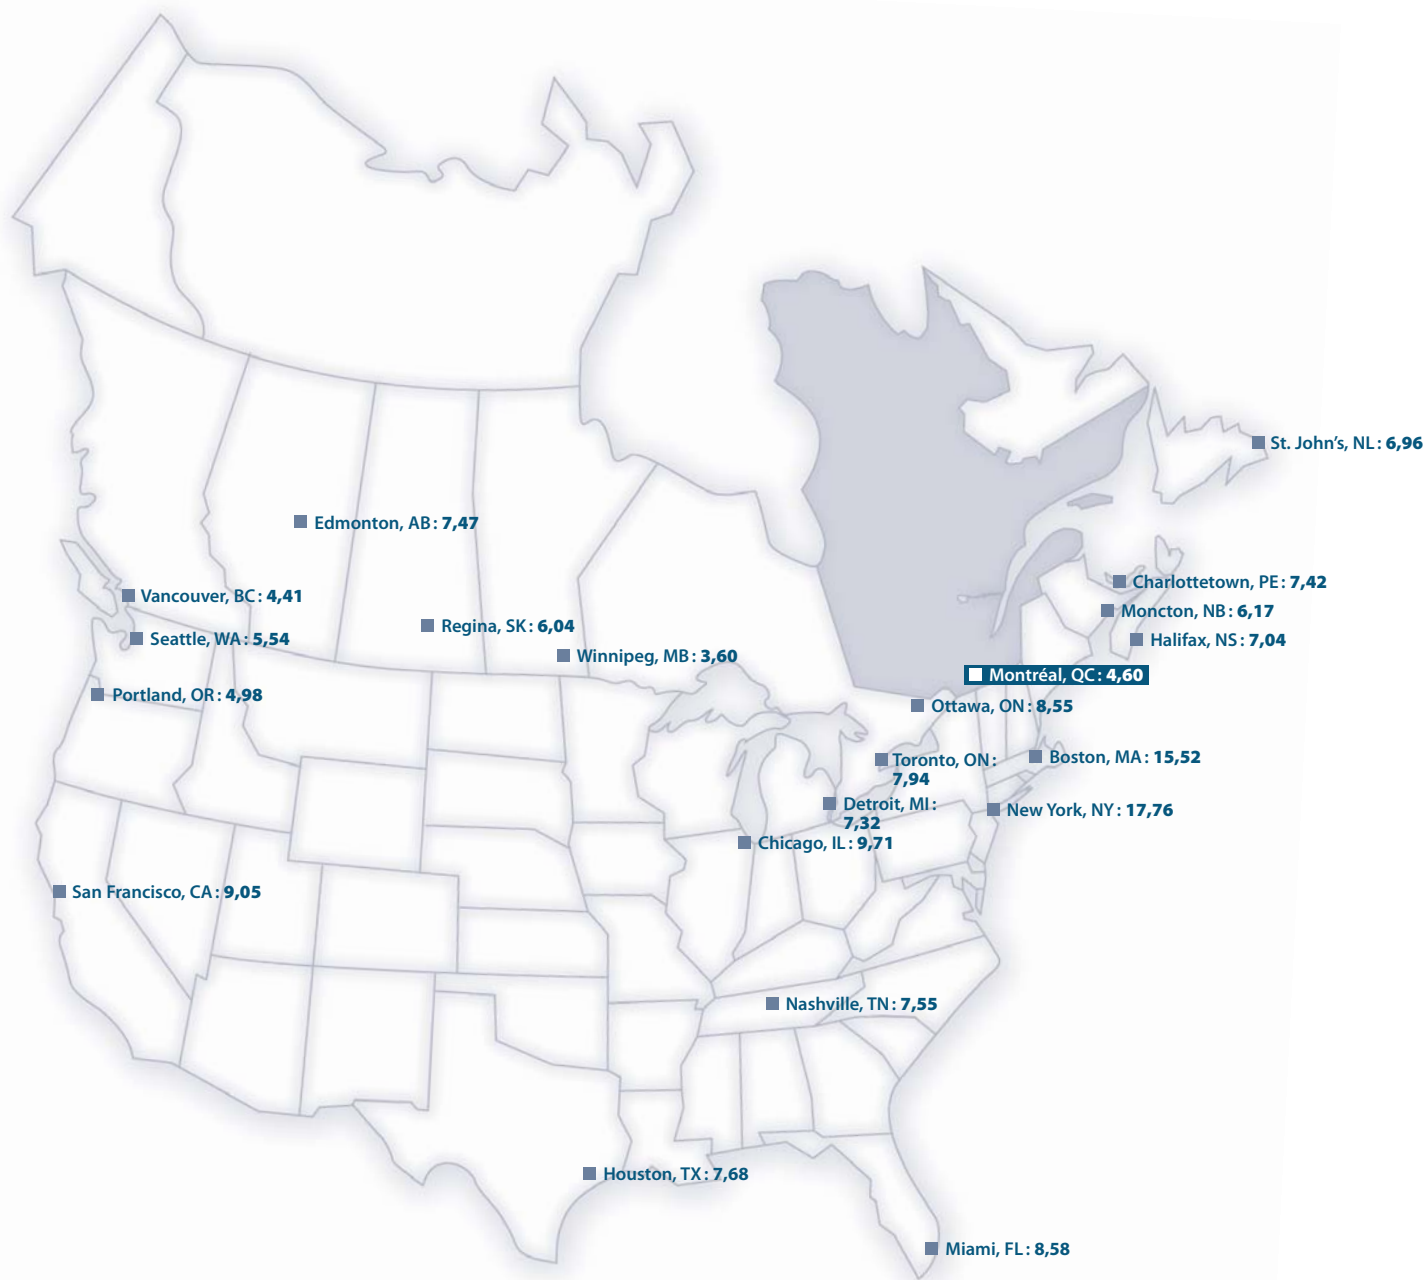 St. John’s, NL : 6,96
Edmonton, AB : 7,47
Charlottetown, PE : 7,42
Vancouver, BC : 4,41
Moncton, NB : 6,17
Regina, SK : 6,04
Seattle, WA : 5,54
Halifax, NS : 7,04
Winnipeg, MB : 3,60
Montréal, QC : 4,60
Portland, OR : 4,98
Ottawa, ON : 8,55
Boston, MA : 15,52
Toronto, ON :
7,94
Detroit, MI :
7,32
New York, NY : 17,76
Chicago, IL : 9,71
San Francisco, CA : 9,05
Nashville, TN : 7,55
Houston, TX : 7,68
Miami, FL : 8,58